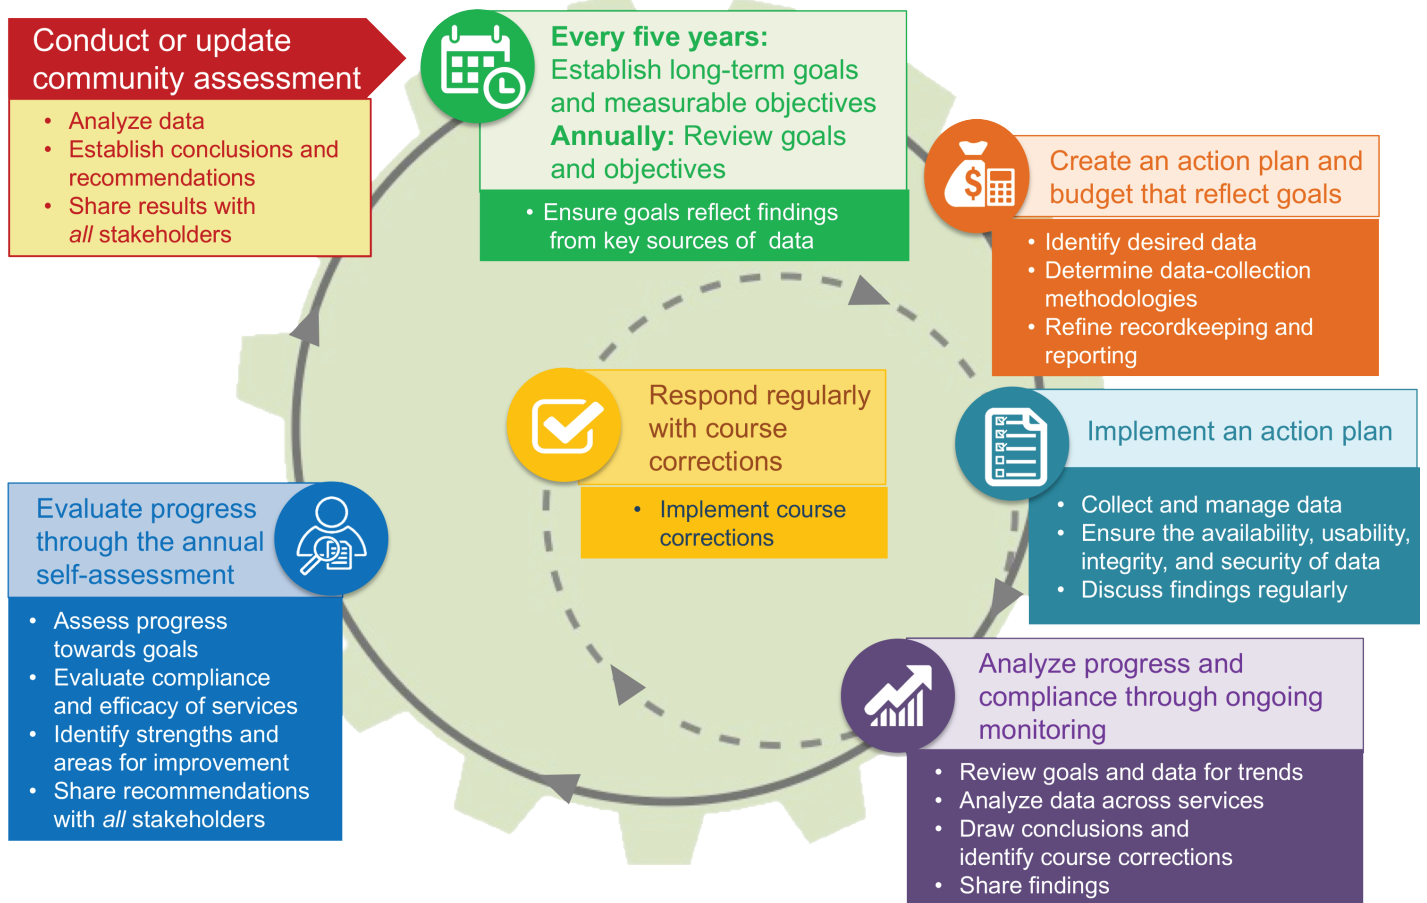 Conduct or update
community assessment
• Analyze data
• Establish conclusions and
recommendations
• Share results with
all stakeholders
Every five years:
Establish long-term goals
and measurable objectives
Annually: Review goals
and objectives
• Ensure goals reflect findings
from key sources of data
$
Create an action plan and
budget that reflect goals
• Identify desired data
• Determine data-collection
methodologies
• Refine recordkeeping and
reporting
Implement an action plan
• Collect and manage data
• Ensure the availability, usability,
integrity, and security of data
• Discuss findings regularly
Analyze progress and
compliance through ongoing
monitoring
• Review goals and data for trends
• Analyze data across services
• Draw conclusions and
identify course corrections
• Share findings
Respond regularly
with course
corrections
• Implement course
corrections
Evaluate progress
through the annual
self-assessment
• Assess progress
towards goals
• Evaluate compliance
and efficacy of services
• Identify strengths and
areas for improvement
• Share recommendations
with all stakeholders